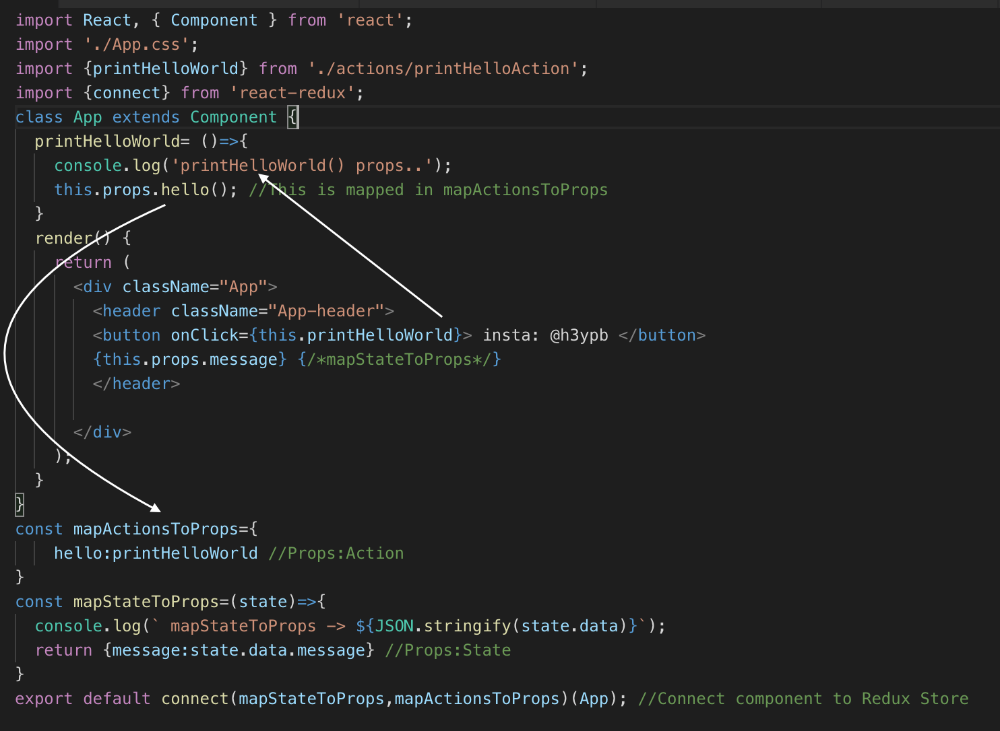 import React, { Component } from 'react';
import './App.css';
import {printHelloWorld} from './actions/printHelloAction';
import {connect} from 'react-redux';
class App extends Component {
  printHelloWorld= ()=>{
    console.log('printHelloWorld() props..');
    this.props.hello(); //This is mapped in mapActionsToProps
  }
  render() {
    return (
      <div className="App">
        <header className="App-header">
        <button onClick={this.printHelloWorld}> insta: @h3ypb </button>
        {this.props.message} {/*mapStateToProps*/}
        </header>

      </div>
    );
  }
}
const mapActionsToProps={
    hello:printHelloWorld //Props:Action
}
const mapStateToProps=(state)=>{
  console.log(` mapStateToProps -> ${JSON.stringify(state.data)}`);
  return {message:state.data.message} //Props:State
}
export default connect(mapStateToProps,mapActionsToProps)(App); //Connect component to Redux Store